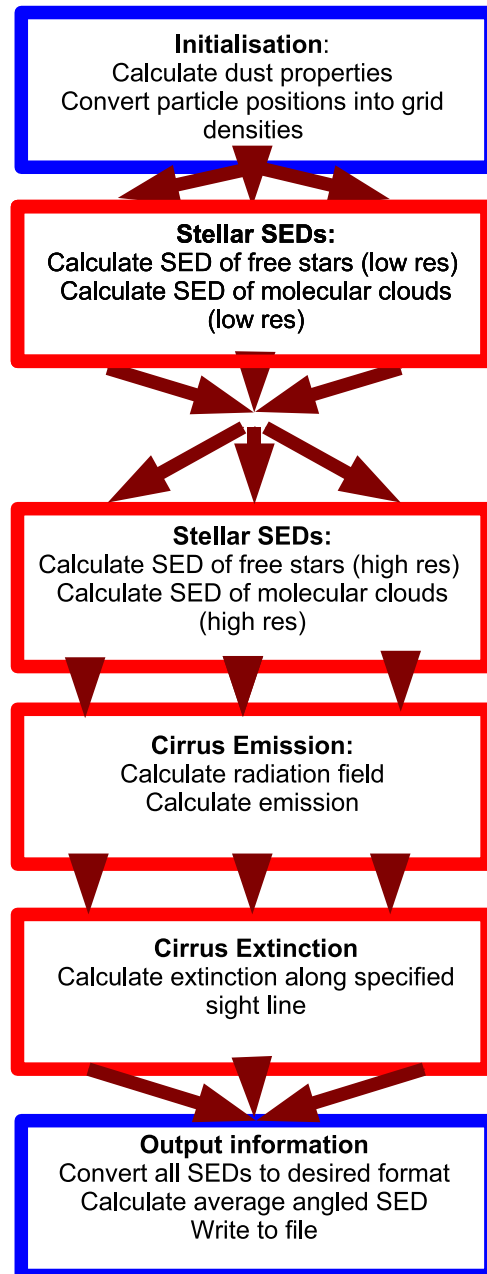 Initialisation:
Calculate dust properties
Convert particle positions into grid
densities
Stellar SEDs:
Calculate SED of free stars (low res)
Calculate SED of molecular clouds
(low res)
Stellar SEDs:
Calculate SED of free stars (high res)
Calculate SED of molecular clouds
(high res)
Cirrus Emission:
Calculate radiation field
Calculate emission
Cirrus Extinction
Calculate extinction along specified
sight line
Output information
Convert all SEDs to desired format
Calculate average angled SED
Write to file